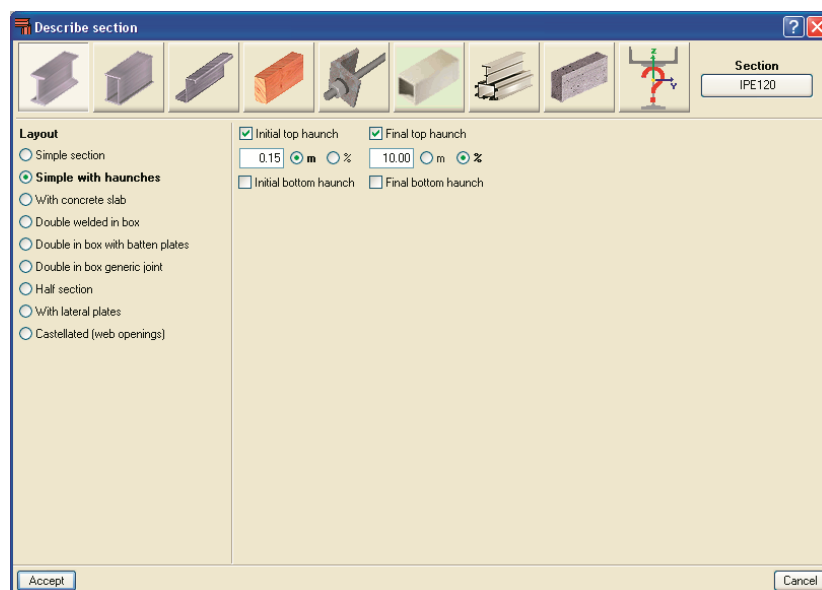 Describe section
?
Z
Y
Section
IPE120
Layout
Simple section
Simple with haunches
With concrete slab
Double welded in box
Double in box with batten plates
Double in box generic joint
Half section
With lateral plates
Castellated (web openings)
Initial top haunch Final top haunch
0.15 m % 10.00 m %
Initial bottom haunch Final bottom haunch
Accept Cancel